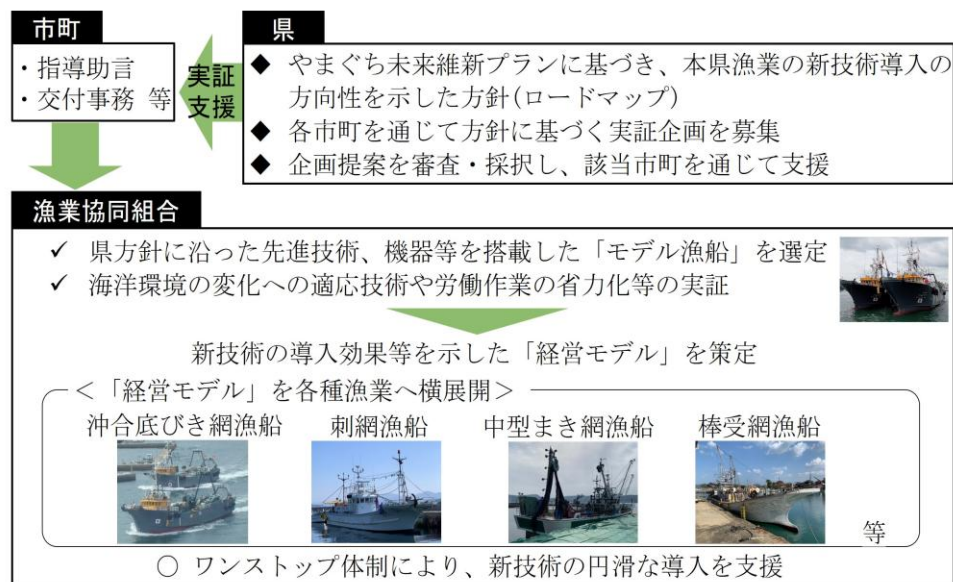 市町
・指導助言
・交付事務 等
実証
支援
県
◆ やまぐち未来維新プランに基づき、本県漁業の新技術導入の
方向性を示した方針(ロードマップ)
◆ 各市町を通じて方針に基づく実証企画を募集
◆ 企画提案を審査・採択し、該当市町を通じて支援
漁業協同組合
✓ 県方針に沿った先進技術、機器等を搭載した「モデル漁船」を選定
✓ 海洋環境の変化への適応技術や労働作業の省力化等の実証
新技術の導入効果等を示した「経営モデル」を策定
＜「経営モデル」を各種漁業へ横展開＞
沖合底びき網漁船 刺網漁船 中型まき網漁船 棒受網漁船
等
○ ワンストップ体制により、新技術の円滑な導入を支援